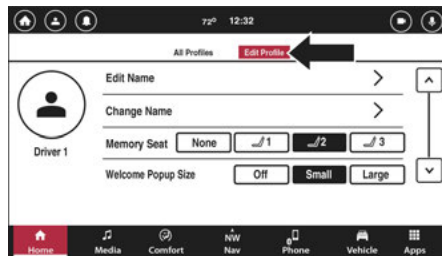 72° 12:32
All Profiles Edit Profile
Edit Name
Change Name
Driver 1
Memory Seat None 1 2 3
Welcome Popup Size Off Small Large
Home Media Comfort NW Nav Phone Vehicle Apps